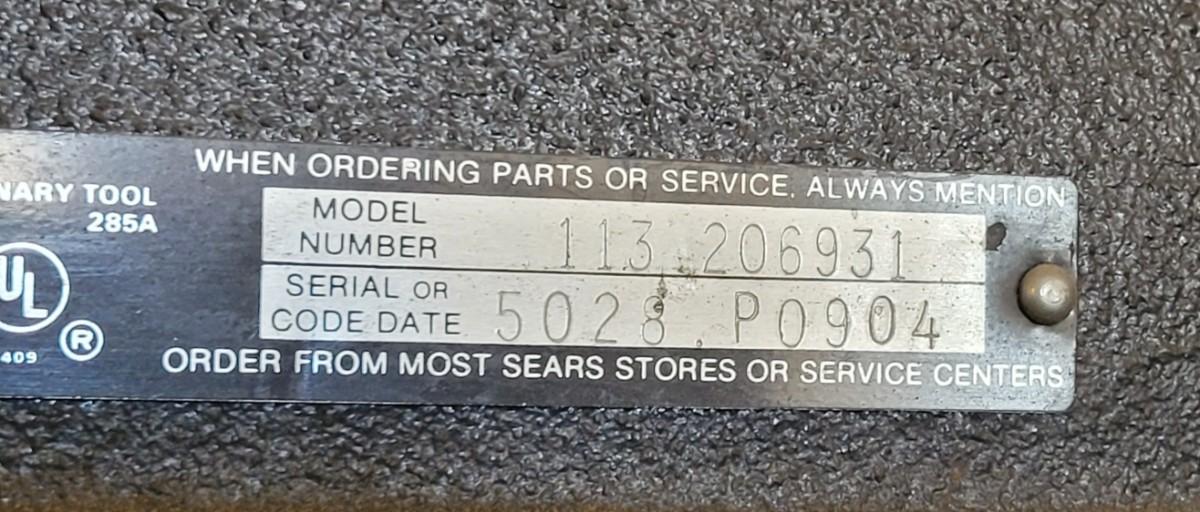 WHEN ORDERING PARTS OR SERVICE, ALWAYS MENTION
NARY TOOL
285A
UL
®
409
MODEL
NUMBER 113 206931
SERIAL OR
CODE DATE 5028.P0904
ORDER FROM MOST SEARS STORES OR SERVICE CENTERS